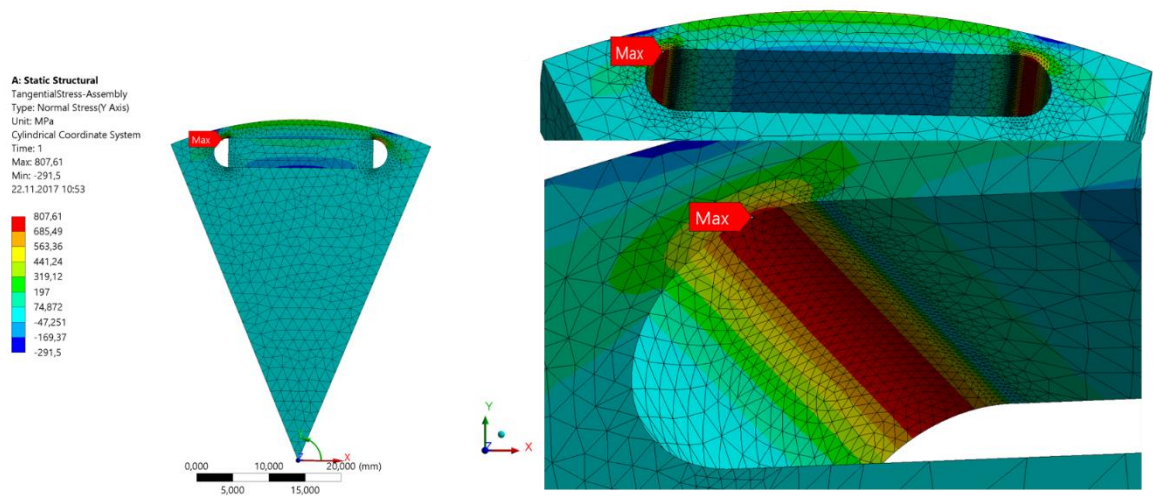 A: Static Structural
TangentialStress-Assembly
Type: Normal Stress(Y Axis)
Unit: MPa
Cylindrical Coordinate System
Time: 1
Max: 807,61
Min: -291,5
22.11.2017 10:53
807,61
685,49
563,36
441,24
319,12
197
74,872
-47,251
-169,37
-291,5
Max
X
0,000 10,000 20,000 (mm)
5,000 15,000
Y
Z
X
Max
Max